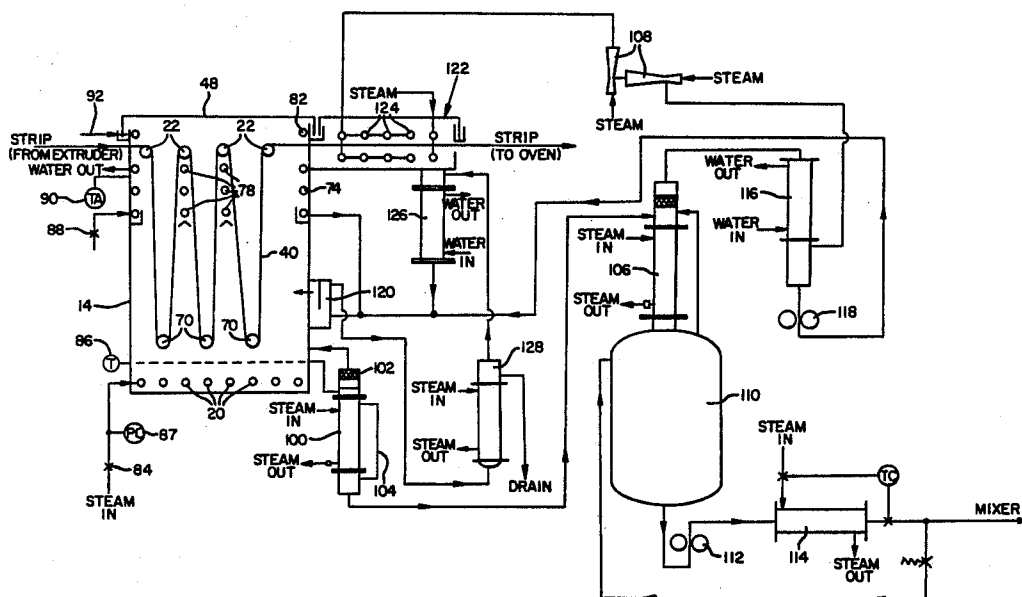 108
STEAM
122
STEAM
124
STEAM
92
48
82
STRIP
(FROM EXTRUDER)
22
22
STRIP
(TO OVEN)
WATER OUT
78
74
90
TA
88
126
WATER
OUT
WATER
IN
WATER
OUT
116
WATER
IN
STEAM
IN
106
STEAM
OUT
118
40
14
120
70
70
86
T
102
128
110
20
STEAM
IN
100
STEAM
OUT
104
STEAM
IN
STEAM
OUT
DRAIN
PC
87
84
STEAM
IN
STEAM
IN
TC
MIXER
112
114
STEAM
OUT